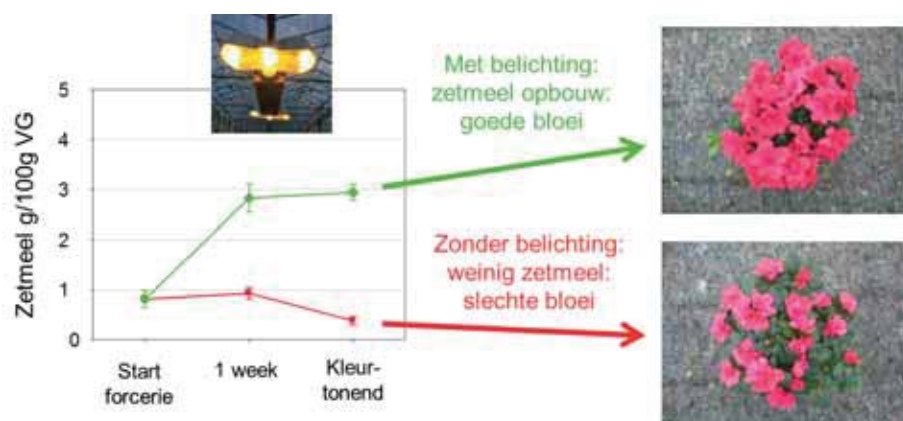 Met belichting:
zetmeel opbouw:
goede bloei
Zetmeel g/100g VG
5
4
3
2
1
0
Zonder belichting:
weinig zetmeel:
slechte bloei
Start
forcerie
1 week
Kleur-
tonend